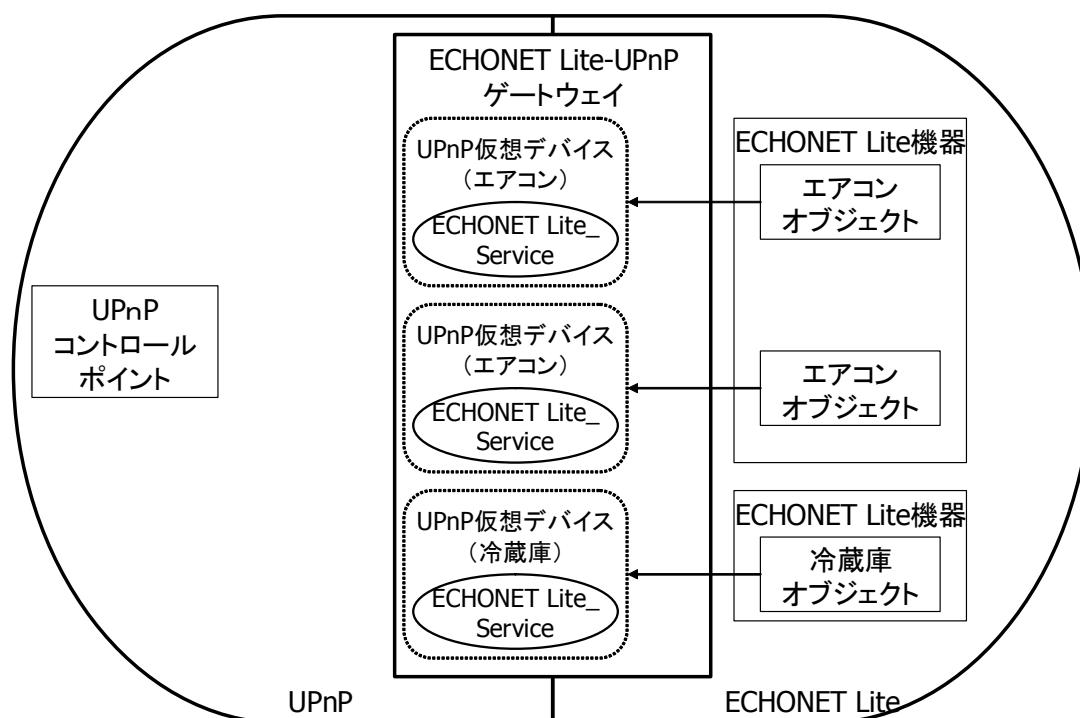 ECHONET Lite-UPnP
ゲートウェイ
UPnP仮想デバイス
（エアコン）
ECHONET Lite_
Service
UPnP仮想デバイス
（エアコン）
ECHONET Lite_
Service
UPnP仮想デバイス
（冷蔵庫）
ECHONET Lite_
Service
ECHONET Lite機器
エアコン
オブジェクト
エアコン
オブジェクト
ECHONET Lite機器
冷蔵庫
オブジェクト
UPnP
コントロール
ポイント
UPnP
ECHONET Lite